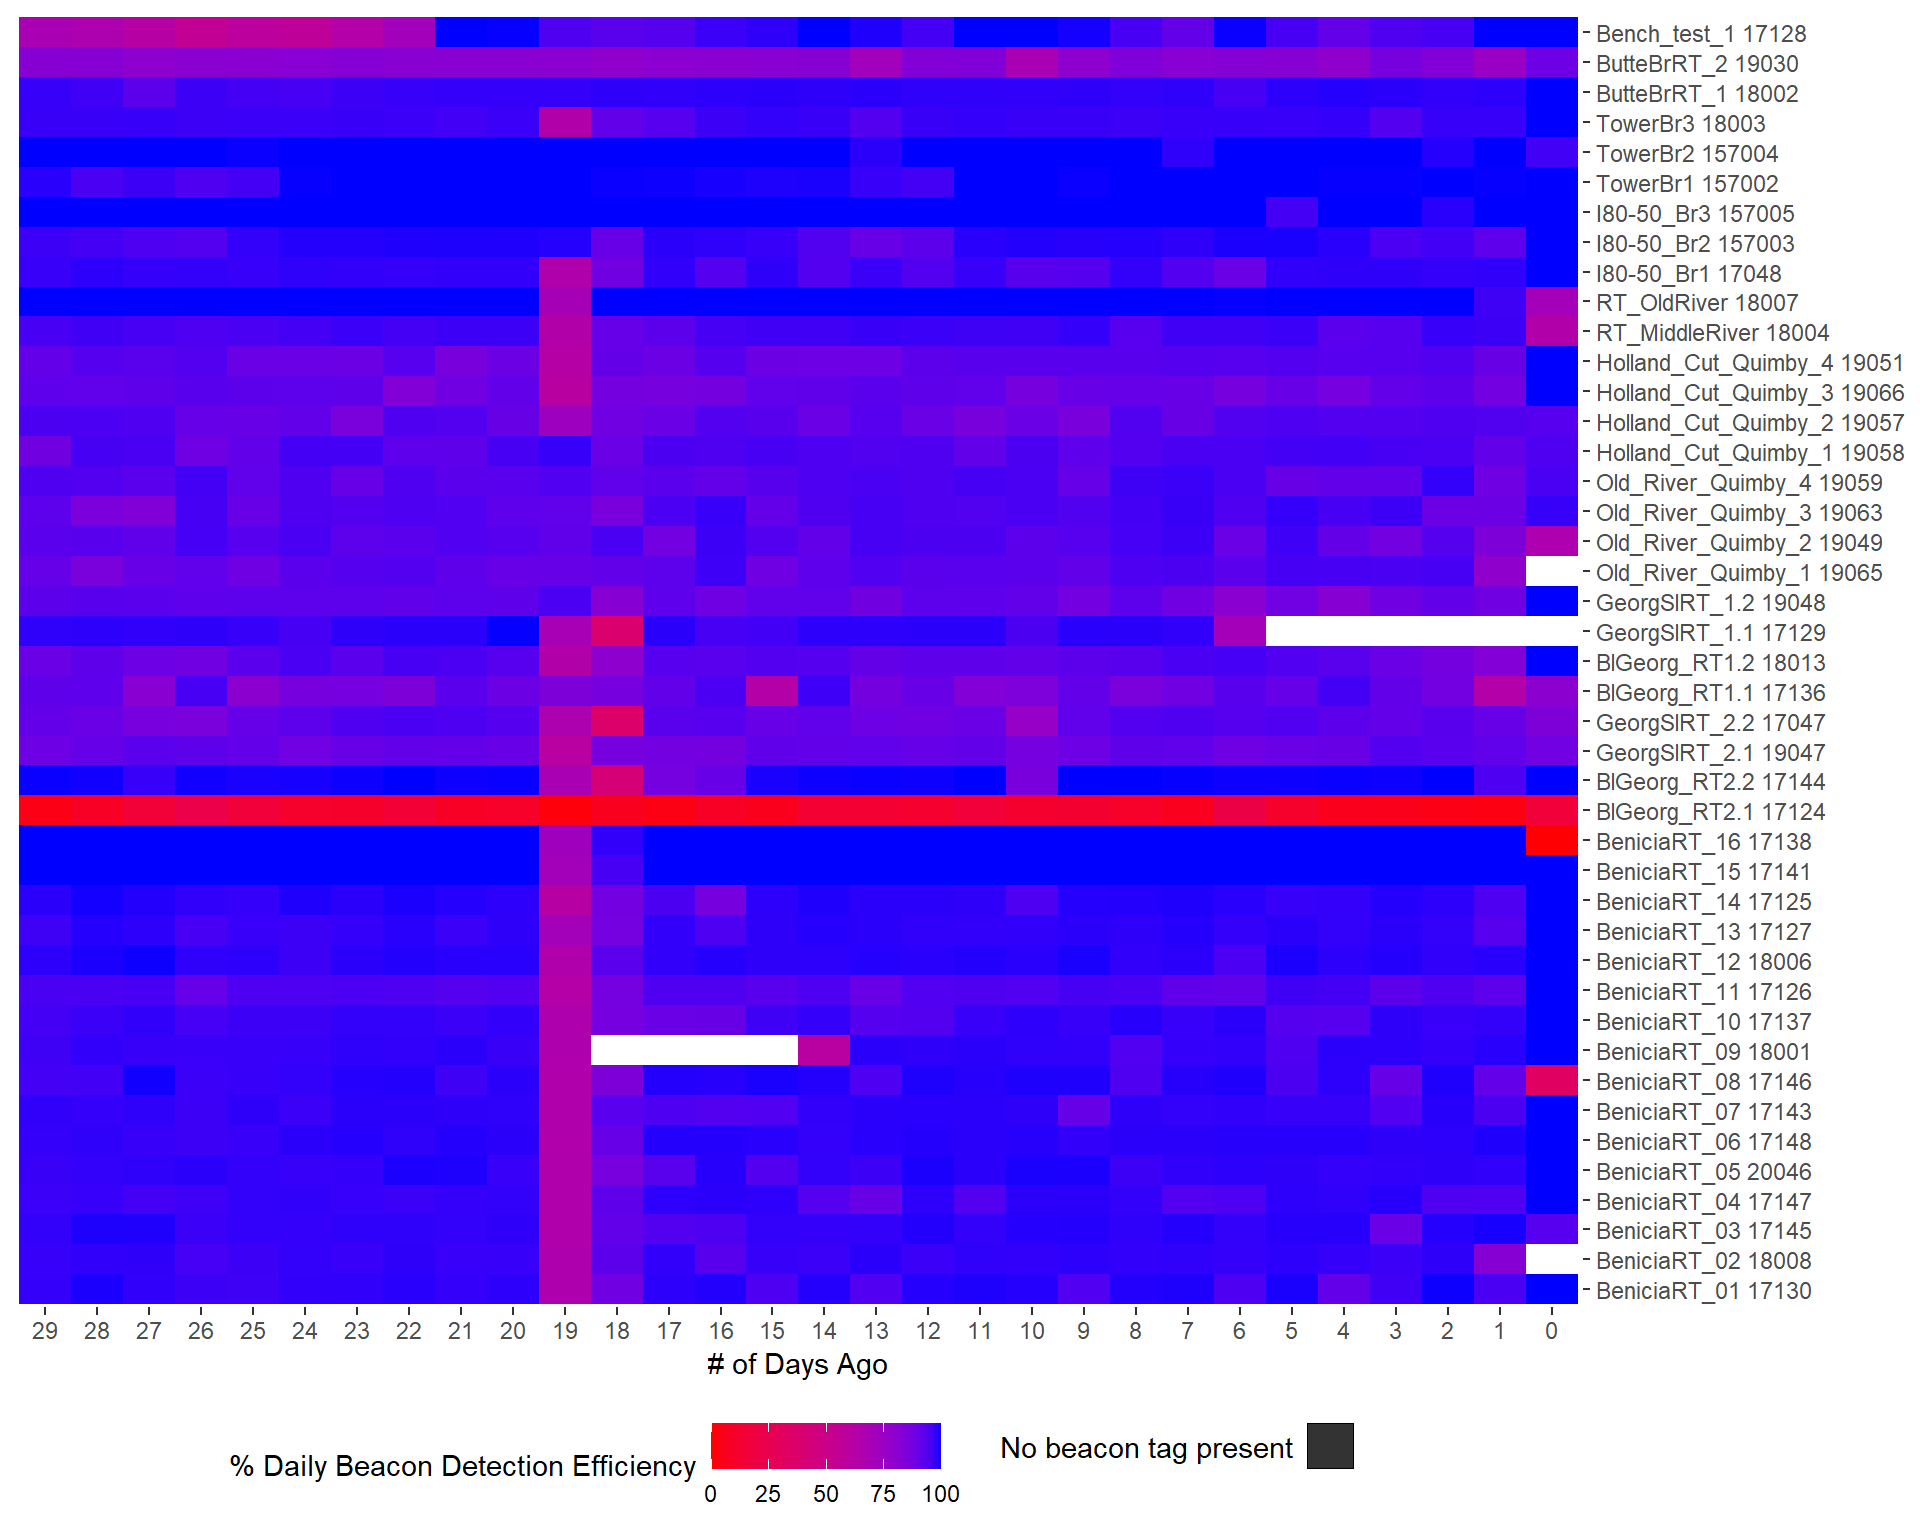 Bench_test_1 17128
ButteBrRT_2 19030
ButteBrRT_1 18002
TowerBr3 18003
TowerBr2 157004
TowerBr1 157002
I80-50_Br3 157005
I80-50_Br2 157003
I80-50_Br1 17048
RT_OldRiver 18007
RT_MiddleRiver 18004
Holland_Cut_Quimby_4 19051
Holland_Cut_Quimby_3 19066
Holland_Cut_Quimby_2 19057
Holland_Cut_Quimby_1 19058
Old_River_Quimby_4 19059
Old_River_Quimby_3 19063
Old_River_Quimby_2 19049
Old_River_Quimby_1 19065
GeorgSlRT_1.2 19048
GeorgSlRT_1.1 17129
BlGeorg_RT1.2 18013
BlGeorg_RT1.1 17136
GeorgSlRT_2.2 17047
GeorgSlRT_2.1 19047
BlGeorg_RT2.2 17144
BlGeorg_RT2.1 17124
BeniciaRT_16 17138
BeniciaRT_15 17141
BeniciaRT_14 17125
BeniciaRT_13 17127
BeniciaRT_12 18006
BeniciaRT_11 17126
BeniciaRT_10 17137
BeniciaRT_09 18001
BeniciaRT_08 17146
BeniciaRT_07 17143
BeniciaRT_06 17148
BeniciaRT_05 20046
BeniciaRT_04 17147
BeniciaRT_03 17145
BeniciaRT_02 18008
BeniciaRT_01 17130
29 28 27 26 25 24 23 22 21 20 19 18 17 16 15 14 13 12 11 10 9 8 7 6 5 4 3 2 1 0
# of Days Ago
% Daily Beacon Detection Efficiency
0 25 50 75 100
No beacon tag present